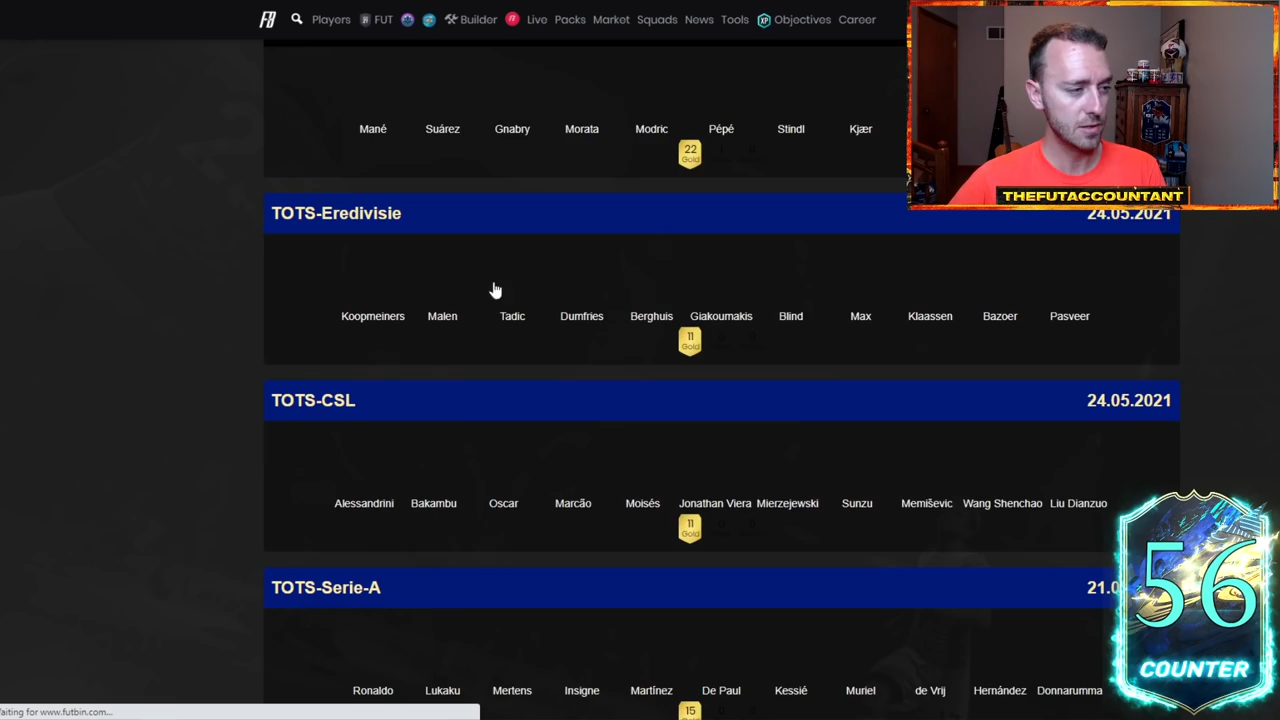 Players FUT Builder Live Packs Market Squads News Tools XP Objectives Career
Mané Suárez Gnabry Morata Modric Pépé Stindl Kjær
22
Gold
THEFUTACCOUNTANT
TOTS-Eredivisie 24.05.2021
Koopmeiners Malen Tadic Dumfries Berghuis Giakoumakis Blind Max Klaassen Bazoer Pasveer
11
Gold
TOTS-CSL 24.05.2021
Alessandrini Bakambu Oscar Marcão Moisés Jonathan Viera Mierzejewski Sunzu Memišević Wang Shenchao Liu Dianzuo
11
Gold
TOTS-Serie-A 21.0
Ronaldo Lukaku Mertens Insigne Martínez De Paul Kessié Muriel de Vrij Hernández Donnarumma
15
Gold
56
COUNTER
aiting for www.futbin.com...